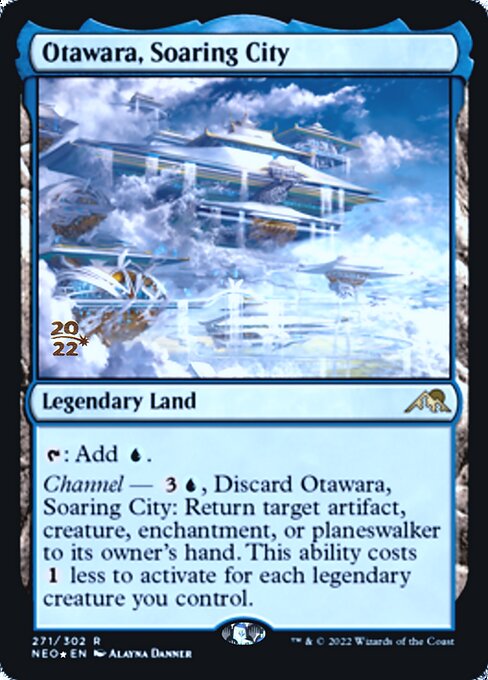 Otawara, Soaring City
20
22
Legendary Land
: Add .
Channel — 3 , Discard Otawara,
Soaring City: Return target artifact,
creature, enchantment, or planeswalker
to its owner's hand. This ability costs
1 less to activate for each legendary
creature you control.
271/302 R
NEO★EN Alayna Danner
™ & © 2022 Wizards of the Coast